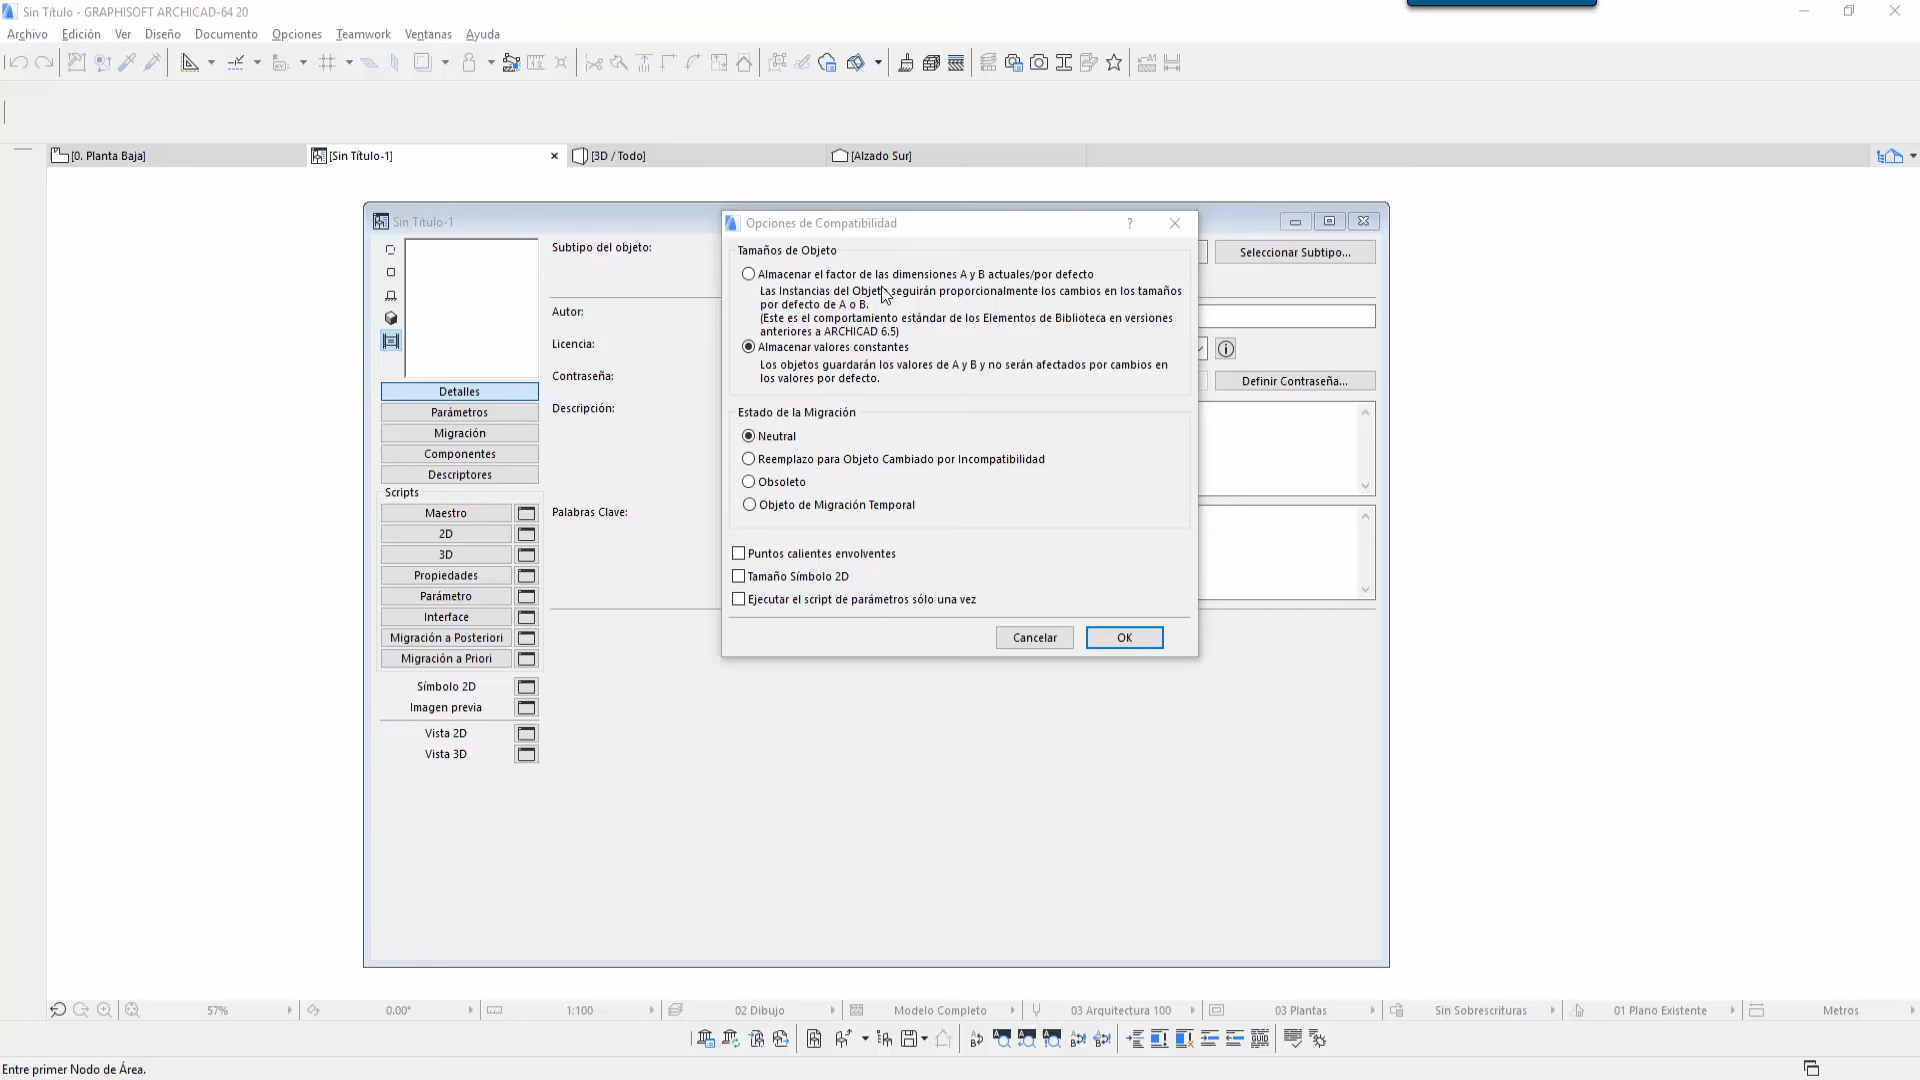 Sin Título - GRAPHISOFT ARCHICAD-64 20
Archivo Edición Ver Diseño Documento Opciones Teamwork Ventanas Ayuda
[0. Planta Baja] [Sin Título-1] [3D / Todo] [Alzado Sur]
Sin Título-1
Subtipo del objeto:
Seleccionar Subtipo...
Autor:
Licencia:
Contraseña:
Definir Contraseña...
Descripción:
Palabras Clave:
Detalles
Parámetros
Migración
Componentes
Descriptores
Scripts
Maestro
2D
3D
Propiedades
Parámetro
Interface
Migración a Posteriori
Migración a Priori
Símbolo 2D
Imagen previa
Vista 2D
Vista 3D
Opciones de Compatibilidad
Tamaños de Objeto
Almacenar el factor de las dimensiones A y B actuales/por defecto
Las Instancias del Objeto seguirán proporcionalmente los cambios en los tamaños
por defecto de A o B.
(Este es el comportamiento estándar de los Elementos de Biblioteca en versiones
anteriores a ARCHICAD 6.5)
Almacenar valores constantes
Los objetos guardarán los valores de A y B y no serán afectados por cambios en
los valores por defecto.
Estado de la Migración
Neutral
Reemplazo para Objeto Cambiado por Incompatibilidad
Obsoleto
Objeto de Migración Temporal
Puntos calientes envolventes
Tamaño Símbolo 2D
Ejecutar el script de parámetros sólo una vez
Cancelar OK
57% 0.00° 1:100 02 Dibujo Modelo Completo 03 Arquitectura 100 03 Plantas Sin Sobrescrituras 01 Plano Existente Metros
Entre primer Nodo de Área.